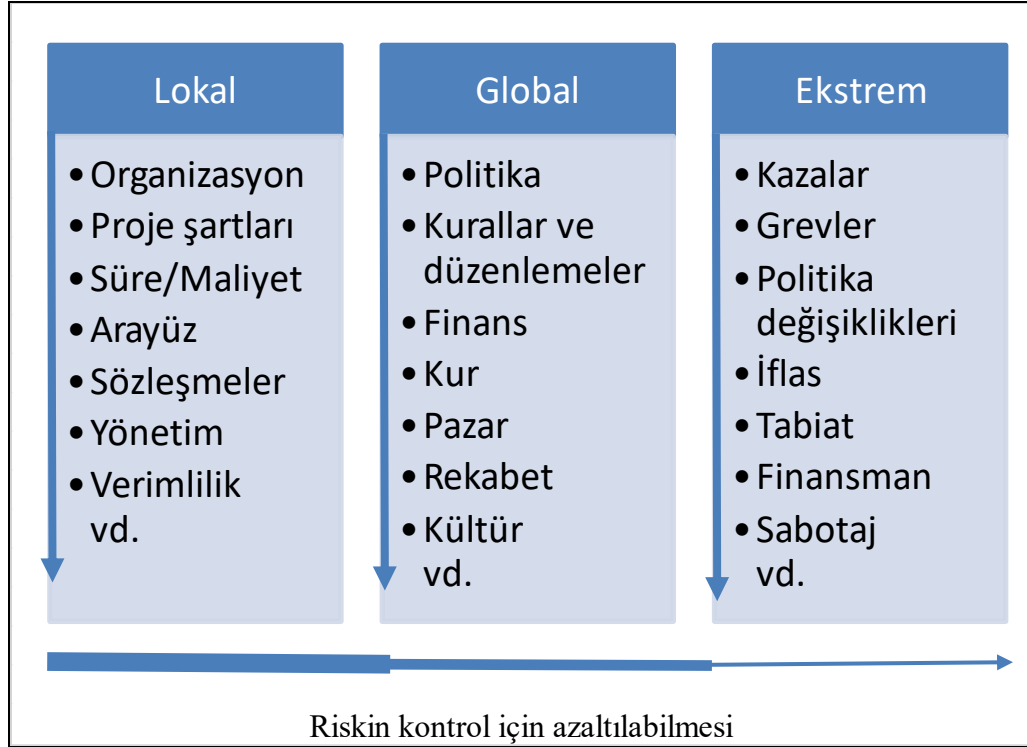 Lokal
• Organizasyon
• Proje şartları
• Süre/Maliyet
• Arayüz
• Sözleşmeler
• Yönetim
• Verimlilik
vd.
Global
• Politika
• Kurallar ve
düzenlemeler
• Finans
• Kur
• Pazar
• Rekabet
• Kültür
vd.
Ekstrem
• Kazalar
• Grevler
• Politika
değişiklikleri
• İflas
• Tabiat
• Finansman
• Sabotaj
vd.
Riskin kontrol için azaltılabilmesi